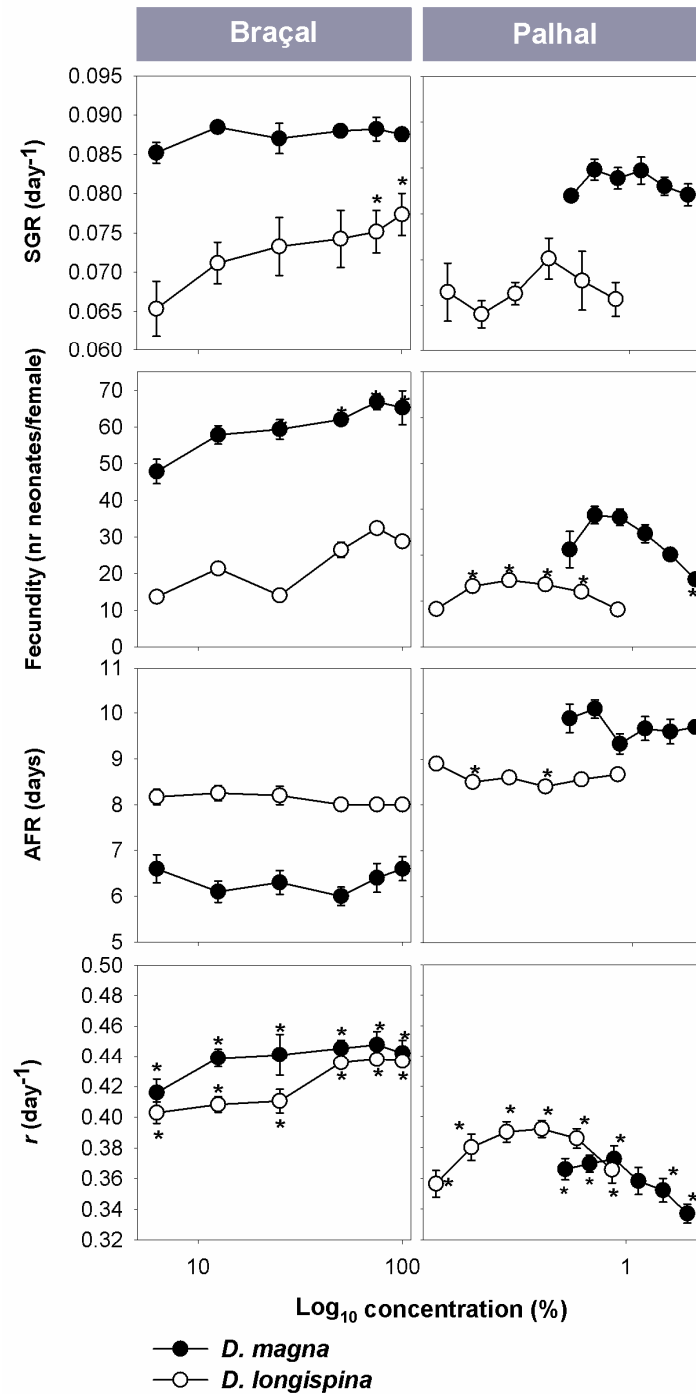 Braçal
Palhal
SGR (day-1)
0.095
0.090
0.085
0.080
0.075
0.070
0.065
0.060
* *
Fecundity (nr neonates/female)
70
60
50
40
30
20
10
0
* * *
* * * * *
AFR (days)
11
10
9
8
7
6
5
* *
r (day-1)
0.50
0.48
0.46
0.44
0.42
0.40
0.38
0.36
0.34
0.32
* * * * * *
* * * * * *
* * * * * *
* * * * *
10
100
1
Log10 concentration (%)
D. magna
D. longispina